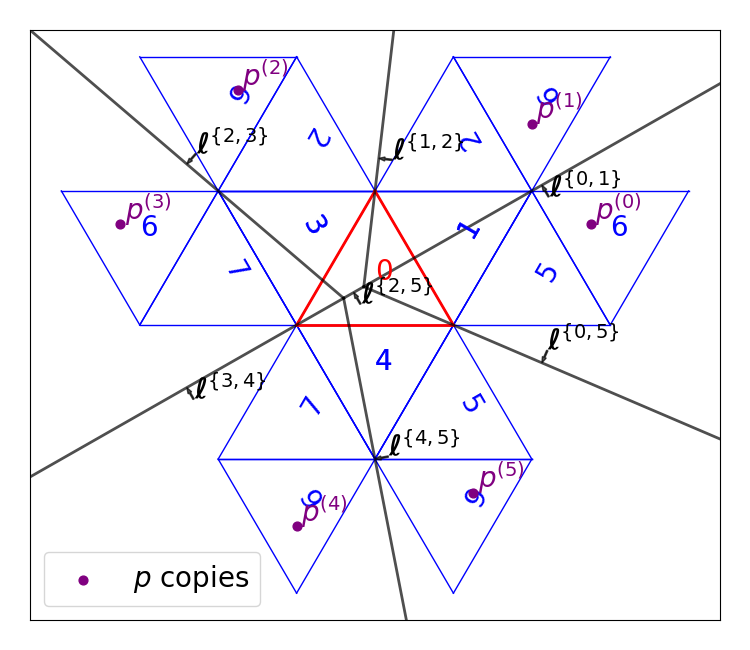 p^(2)
6
p^(1)
6
2
2
ℓ^{1,2}
ℓ^{2,3}
ℓ^{0,1}
p^(3)
6
3
1
p^(0)
6
7
0
5
ℓ^{2,5}
ℓ^{0,5}
4
ℓ^{3,4}
7
5
ℓ^{4,5}
p^(5)
6
6
p^(4)
p copies